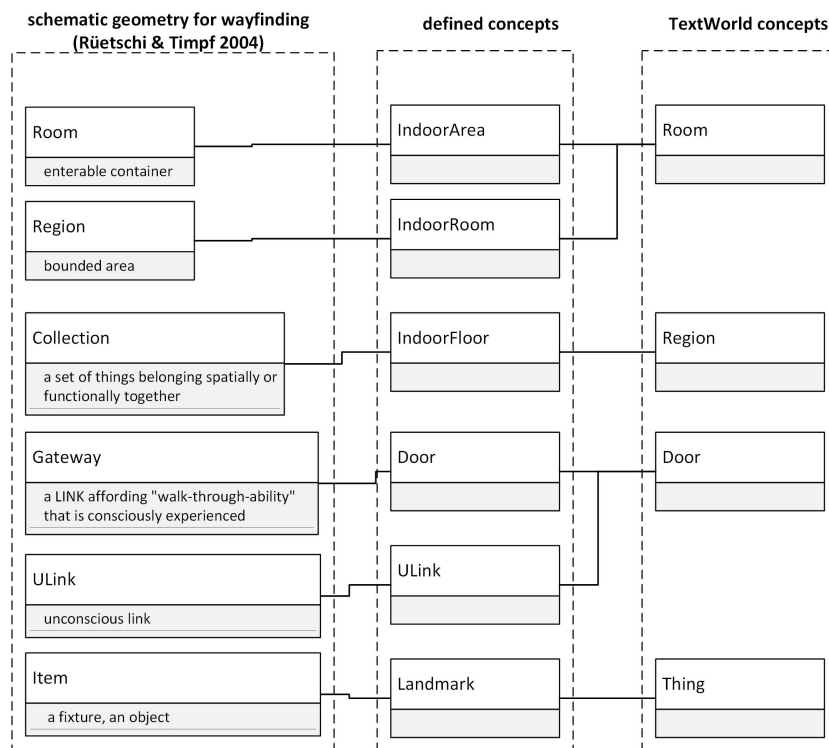 schematic geometry for wayfinding
(Rüetschi & Timpf 2004)
defined concepts
TextWorld concepts
Room
enterable container
IndoorArea
Room
Region
bounded area
IndoorRoom
Collection
a set of things belonging spatially or
functionally together
IndoorFloor
Region
Gateway
a LINK affording "walk-through-ability"
that is consciously experienced
Door
Door
ULink
unconscious link
ULink
Item
a fixture, an object
Landmark
Thing